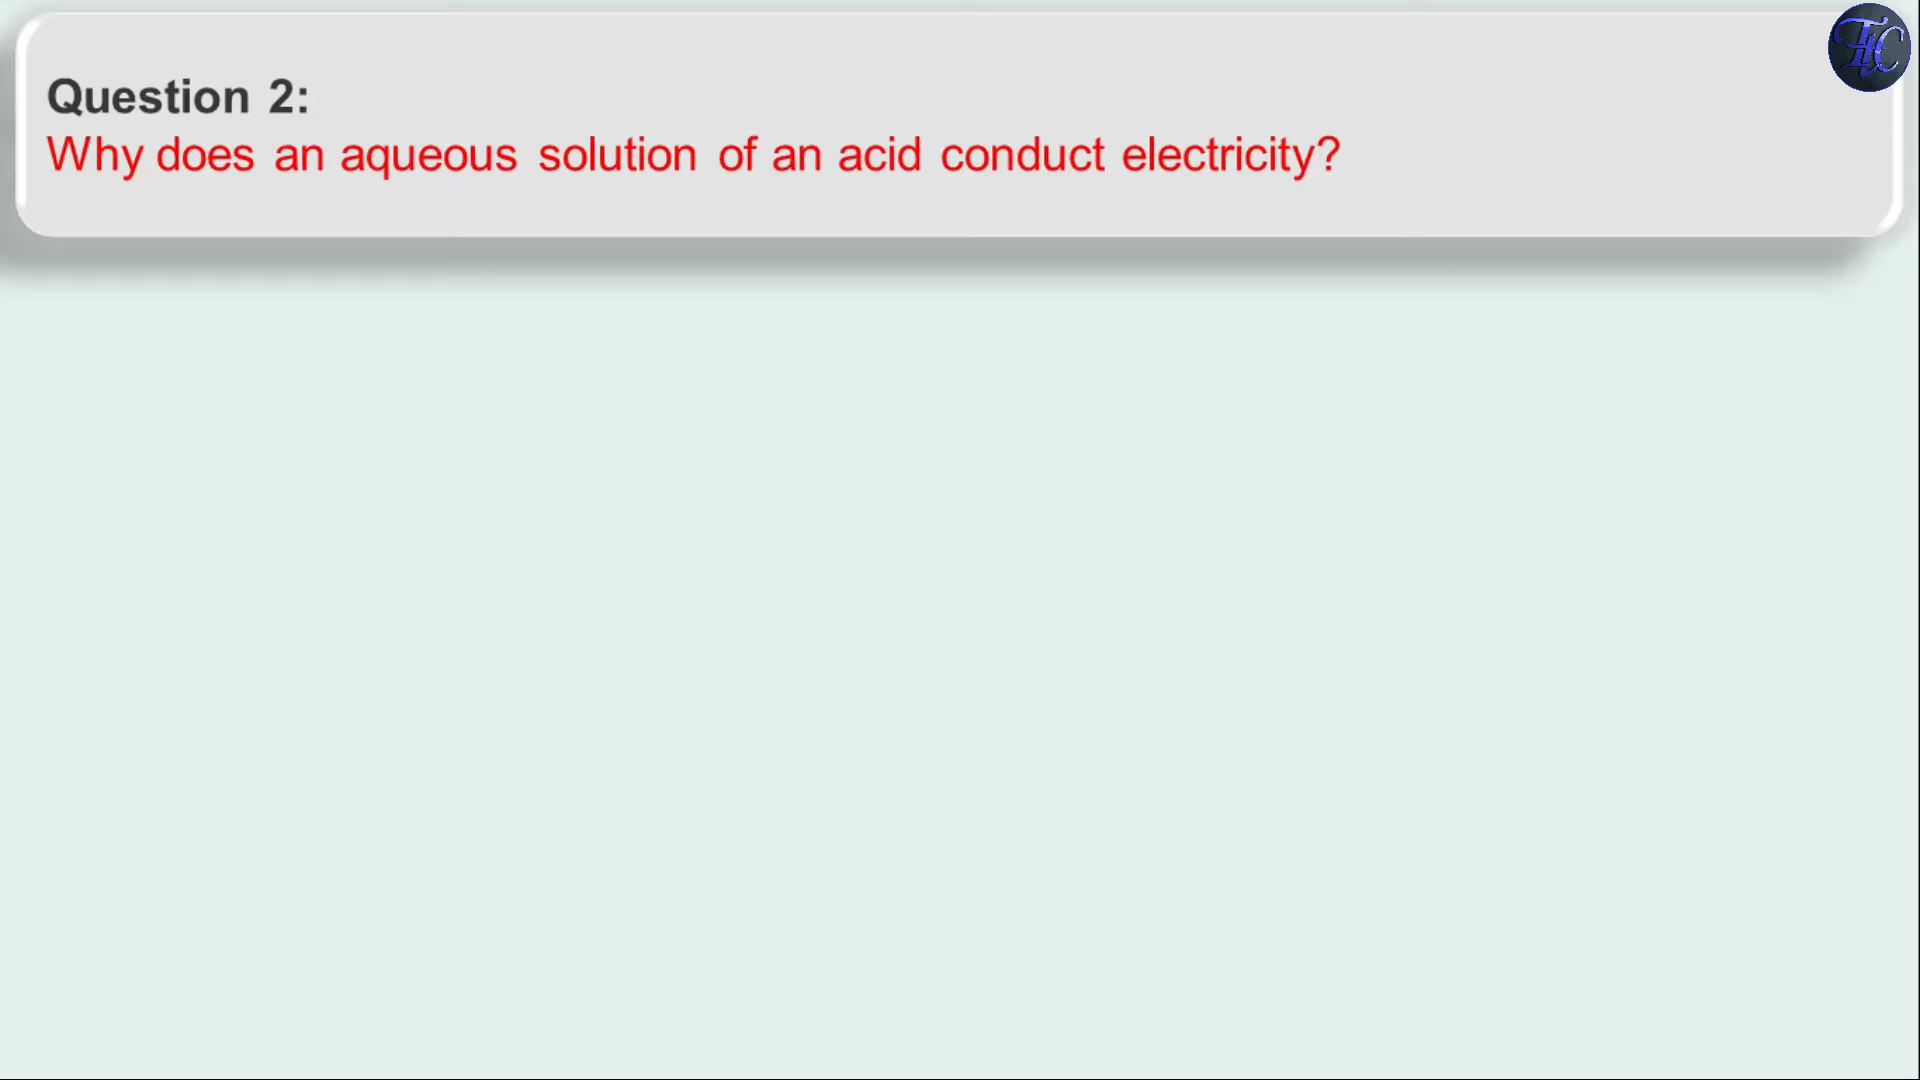 Question 2:
Why does an aqueous solution of an acid conduct electricity?